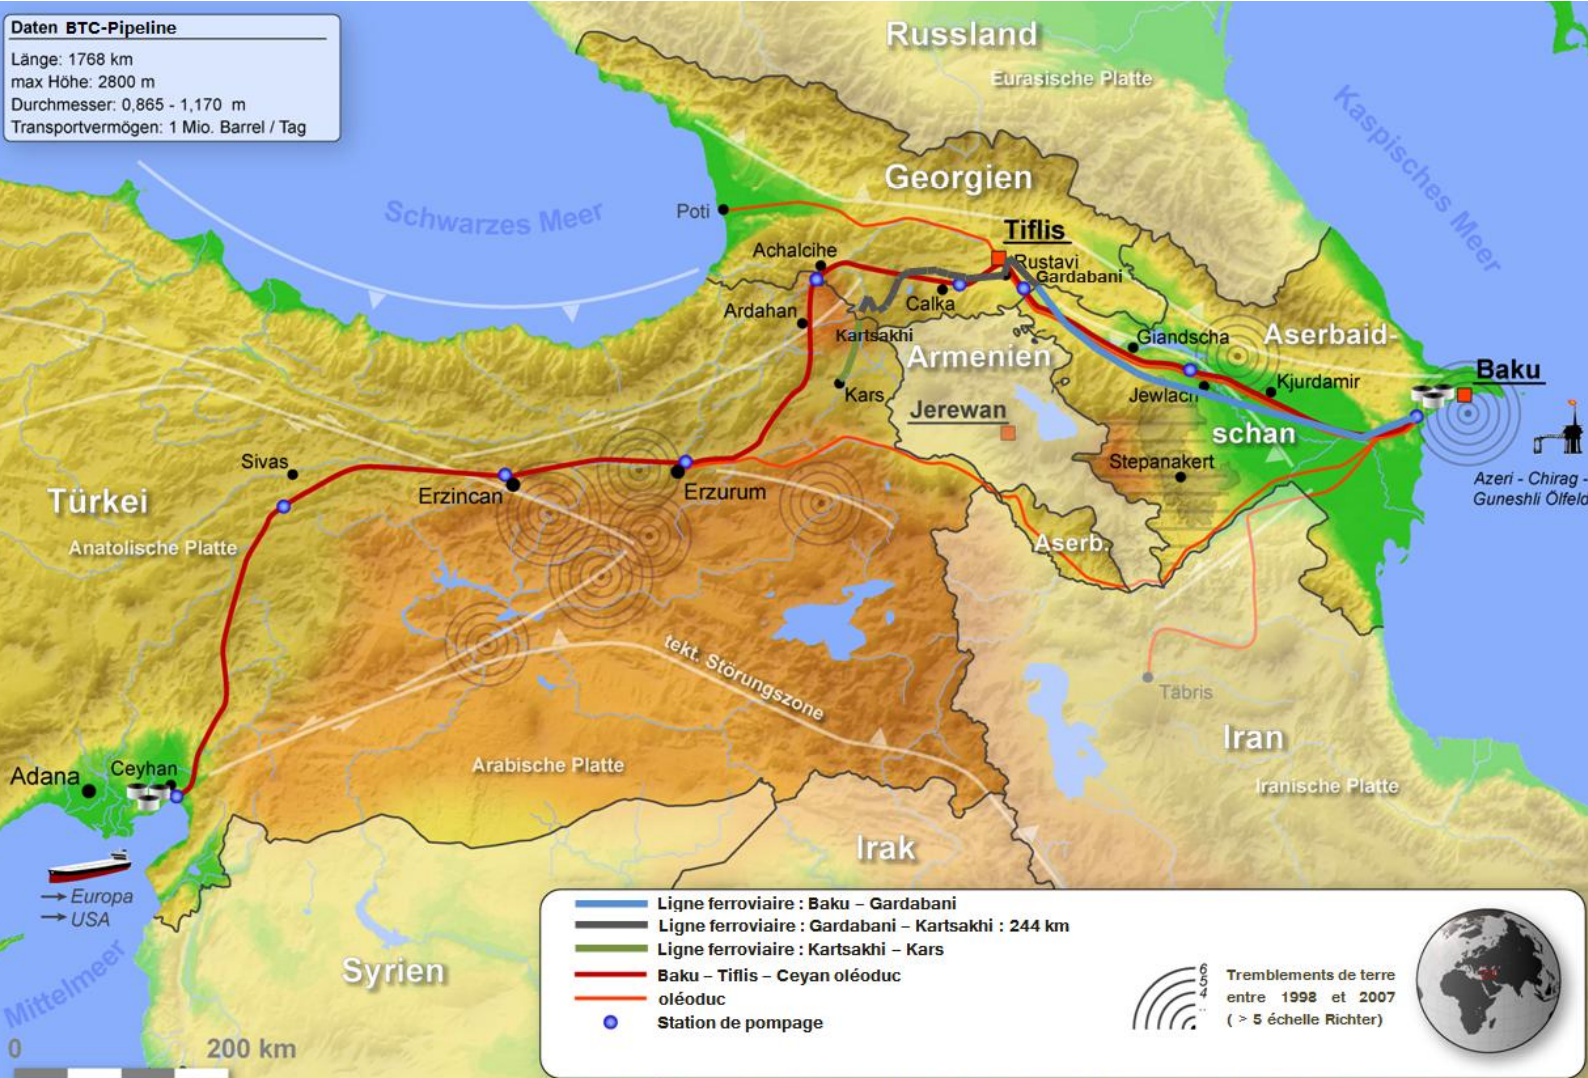 Daten BTC-Pipeline
Länge: 1768 km
max Höhe: 2800 m
Durchmesser: 0,865 - 1,170 m
Transportvermögen: 1 Mio. Barrel / Tag
Russland
Eurasische Platte
Kaspisches Meer
Georgien
Schwarzes Meer
Poti
Tiflis
Achalcihe
Rustavi
Gardabani
Calka
Ardahan
Kartsakhi
Armenien
Giandscha
Aserbaid-
Baku
Kars
Jewlach
Kjurdamir
Jerewan
schan
Sivas
Stepanakert
Erzincan
Erzurum
Azeri - Chirag -
Guneshli Ölfeld
Türkei
Anatolische Platte
Aserb.
tekt. Störungszone
Täbris
Iran
Adana
Ceyhan
Arabische Platte
Iranische Platte
Irak
Europa
USA
Syrien
Mittelmeer
0
200 km
Ligne ferroviaire : Baku – Gardabani
Ligne ferroviaire : Gardabani – Kartsakhi : 244 km
Ligne ferroviaire : Kartsakhi – Kars
Baku – Tiflis – Ceyan oléoduc
oléoduc
Station de pompage
6
5
4
..
Tremblements de terre
entre 1998 et 2007
( > 5 échelle Richter)